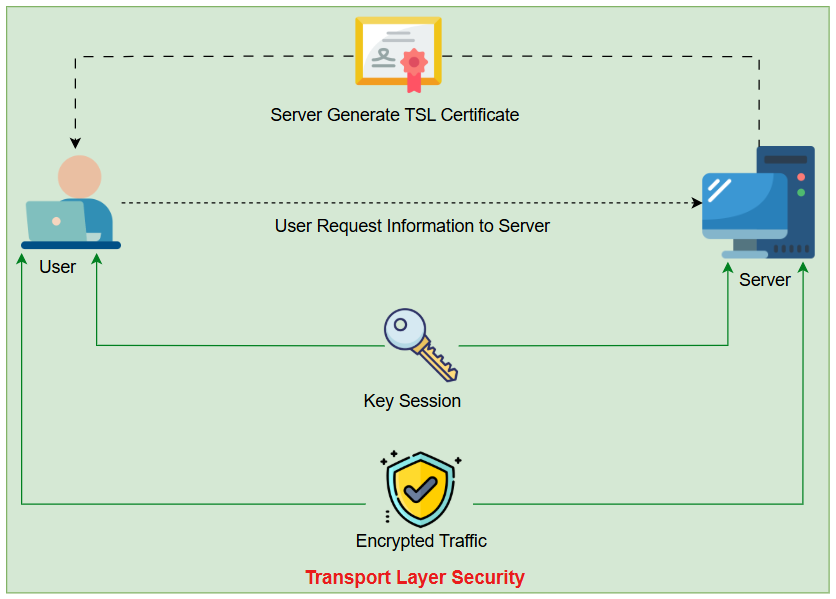 Server Generate TSL Certificate
User Request Information to Server
User
Server
Key Session
Encrypted Traffic
Transport Layer Security